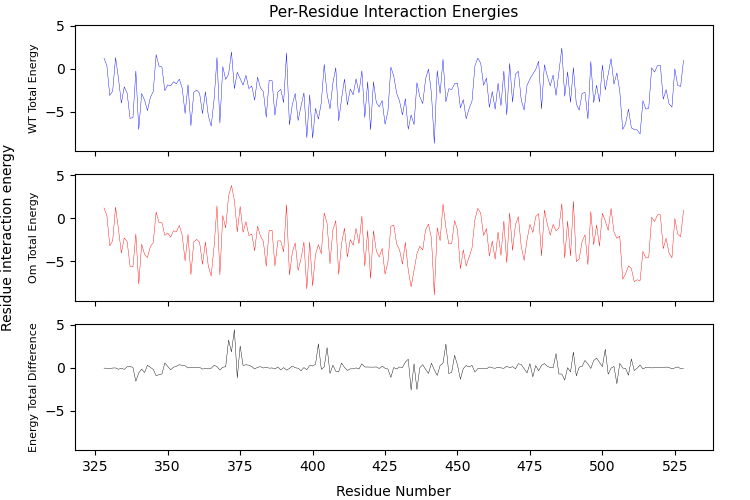 Per-Residue Interaction Energies
Residue interaction energy
WT Total Energy
5
0
−5
Om Total Energy
5
0
−5
Energy Total Difference
5
0
−5
325 350 375 400 425 450 475 500 525
Residue Number